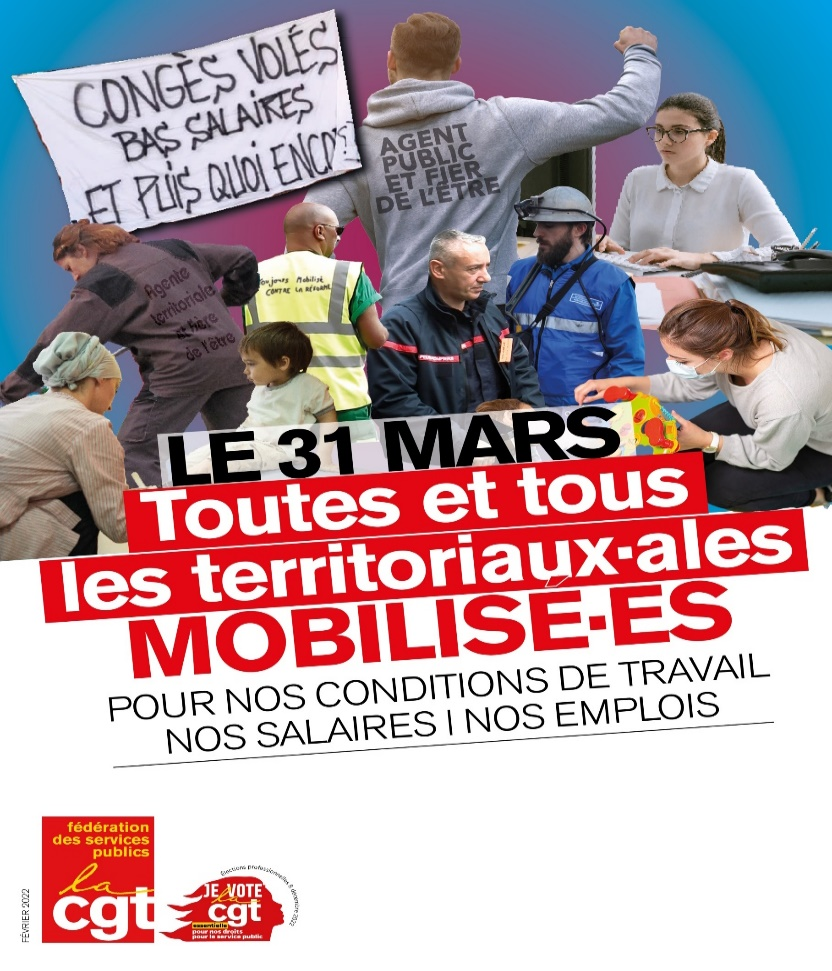 CONGÈS VOLÉS
BAS SALAIRES
ET PUIS QUOI ENCO
AGENT
PUBLIC
ET FIER
DE L'ÊTRE
Agente
territoriale
et fière
de l'être
Toujours Mobilisé
CONTRE LA RÉFORME
LE 31 MARS
Toutes et tous
les territoriaux·ales
MOBILISÉ·ES
POUR NOS CONDITIONS DE TRAVAIL
NOS SALAIRES I NOS EMPLOIS
fédération
des services
publics
la
cgt
Élections professionnelles 8 décembre 2022
JE VOTE
la
cgt
essentielle
pour nos droits
pour le service public
FÉVRIER 2022